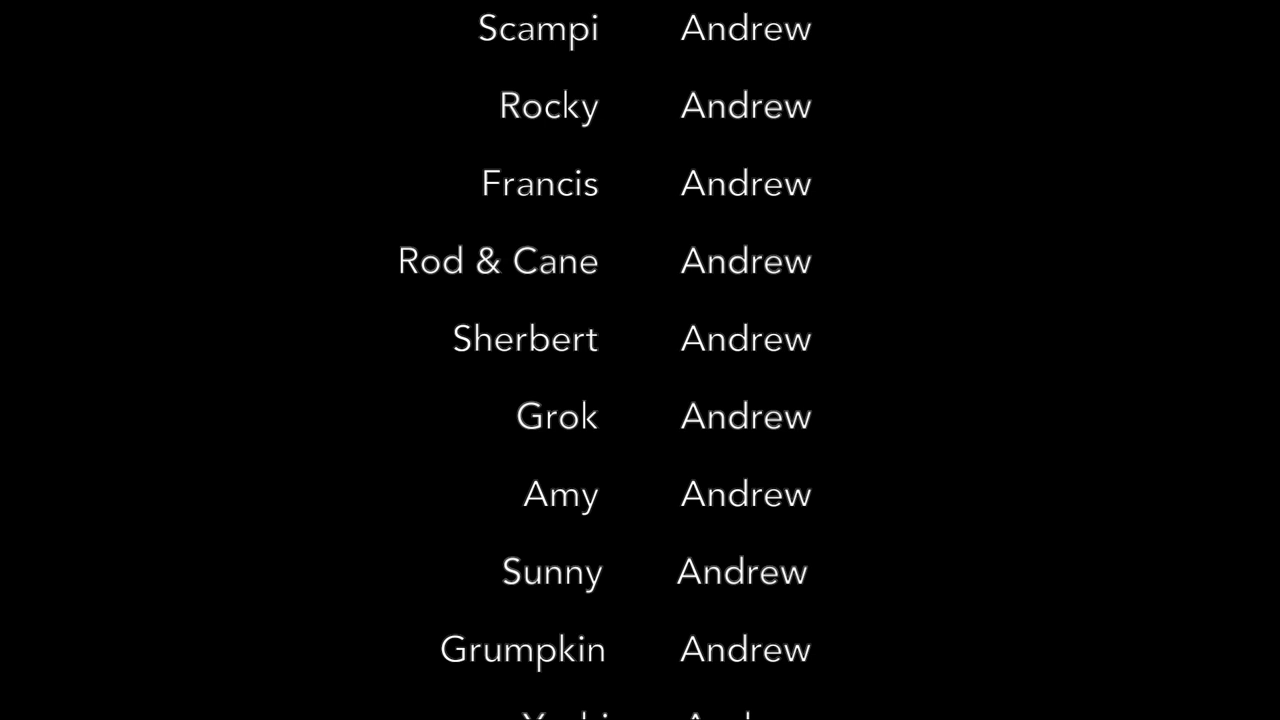 Scampi Andrew
Rocky Andrew
Francis Andrew
Rod & Cane Andrew
Sherbert Andrew
Grok Andrew
Amy Andrew
Sunny Andrew
Grumpkin Andrew